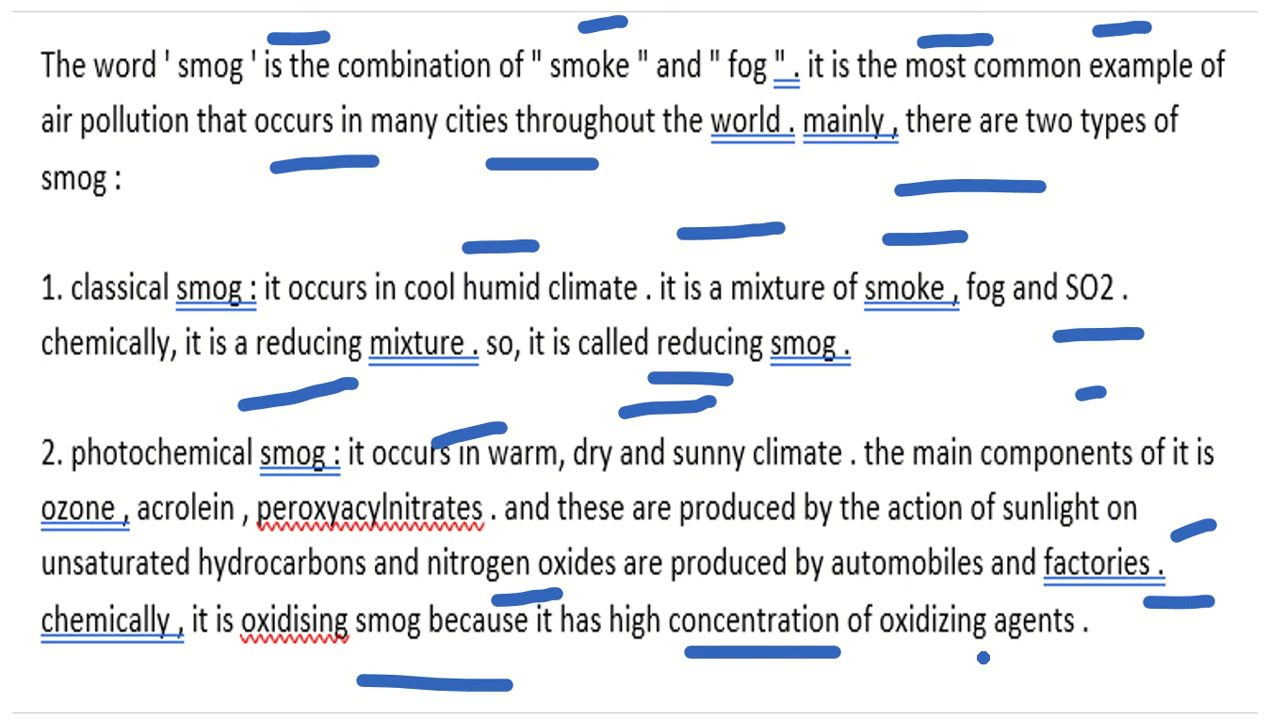 The word ' smog ' is the combination of " smoke " and " fog " . it is the most common example of
air pollution that occurs in many cities throughout the world . mainly , there are two types of
smog :
1. classical smog : it occurs in cool humid climate . it is a mixture of smoke , fog and SO2 .
chemically, it is a reducing mixture . so, it is called reducing smog .
2. photochemical smog : it occurs in warm, dry and sunny climate . the main components of it is
ozone , acrolein , peroxyacylnitrates . and these are produced by the action of sunlight on
unsaturated hydrocarbons and nitrogen oxides are produced by automobiles and factories .
chemically , it is oxidising smog because it has high concentration of oxidizing agents .